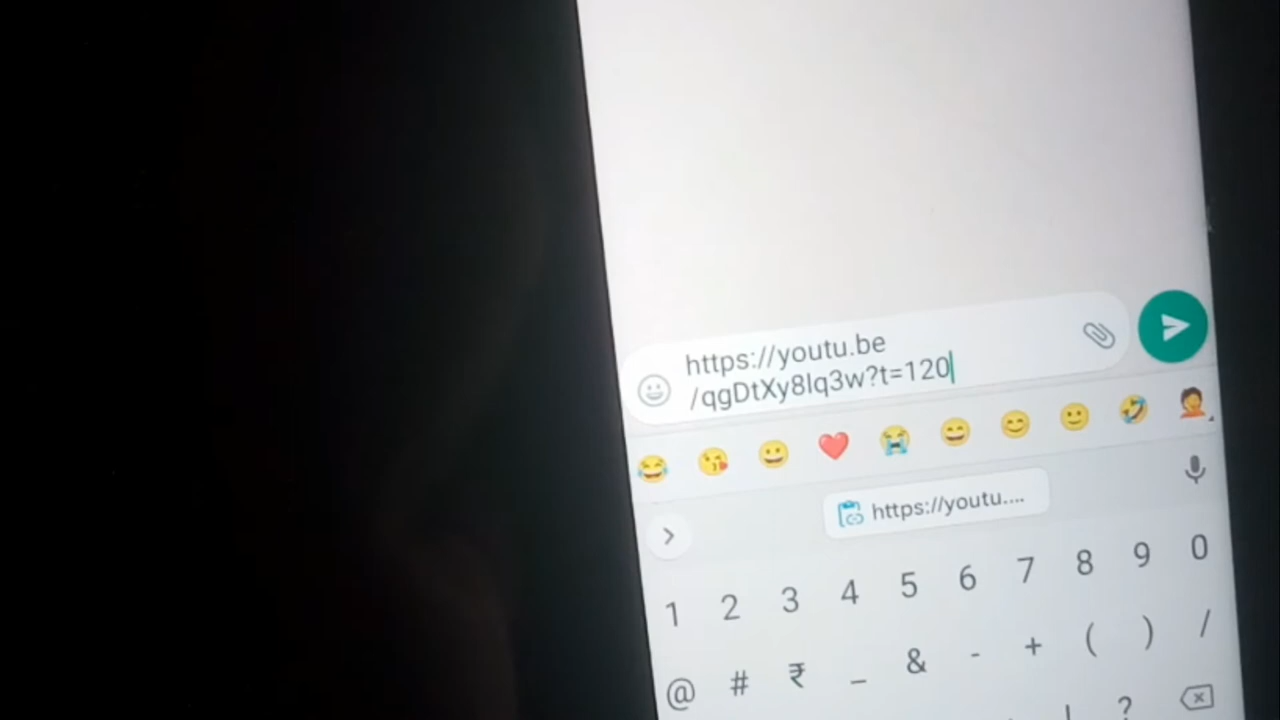 https://youtu.be
/qgDtXy8lq3w?t=120
https://youtu....
1 2 3 4 5 6 7 8 9 0
@ # ₹ _ & - + ( ) /
! ?